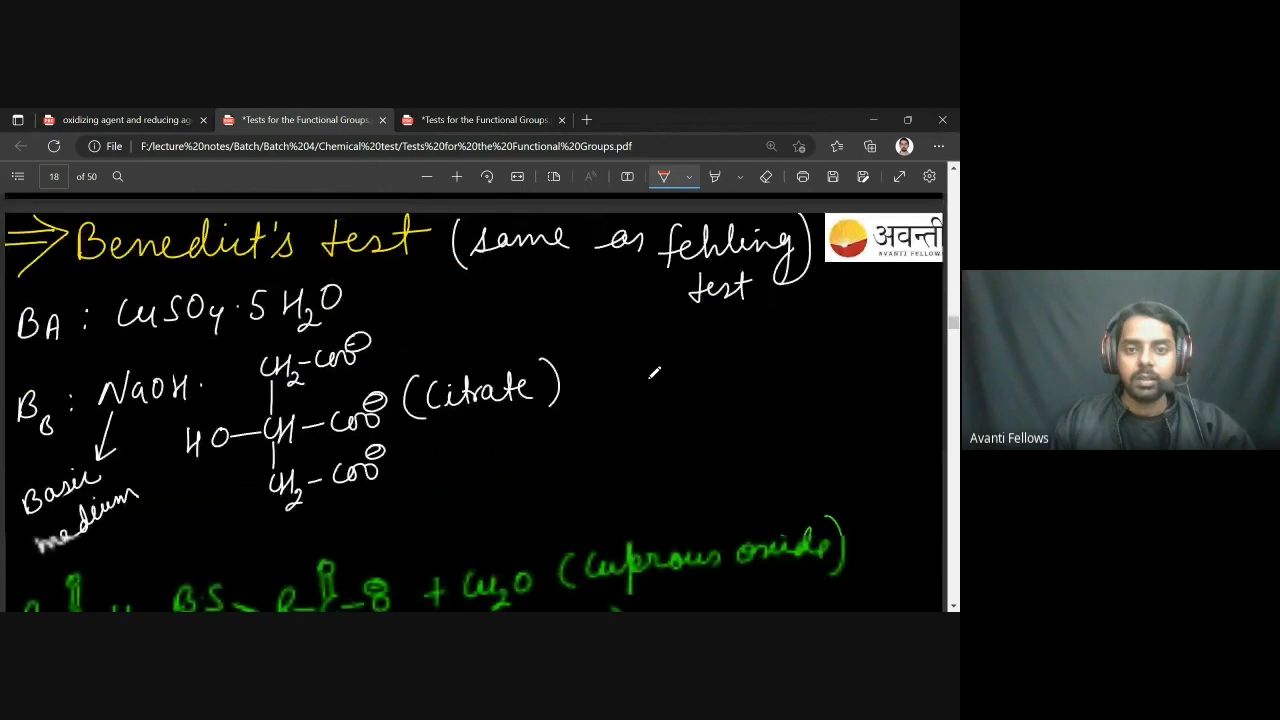 oxidizing agent and reducing ag
*Tests for the Functional Groups.
*Tests for the Functional Groups.
File
F:/lecture%20notes/Batch/Batch%204/Chemical%20test/Tests%20for%20the%20Functional%20Groups.pdf
18 of 50
⇒ Benedict's test (same as fehling test)
अवन्ती
AVANTI FELLOWS
BA : CuSO4·5H2O
BB : NaOH.
CH2-COO⊖
HO-CH-COO⊖ (Citrate)
CH2-COO⊖
Basic medium
B.S
+ Cu2O (Cuprous oxide)
Avanti Fellows